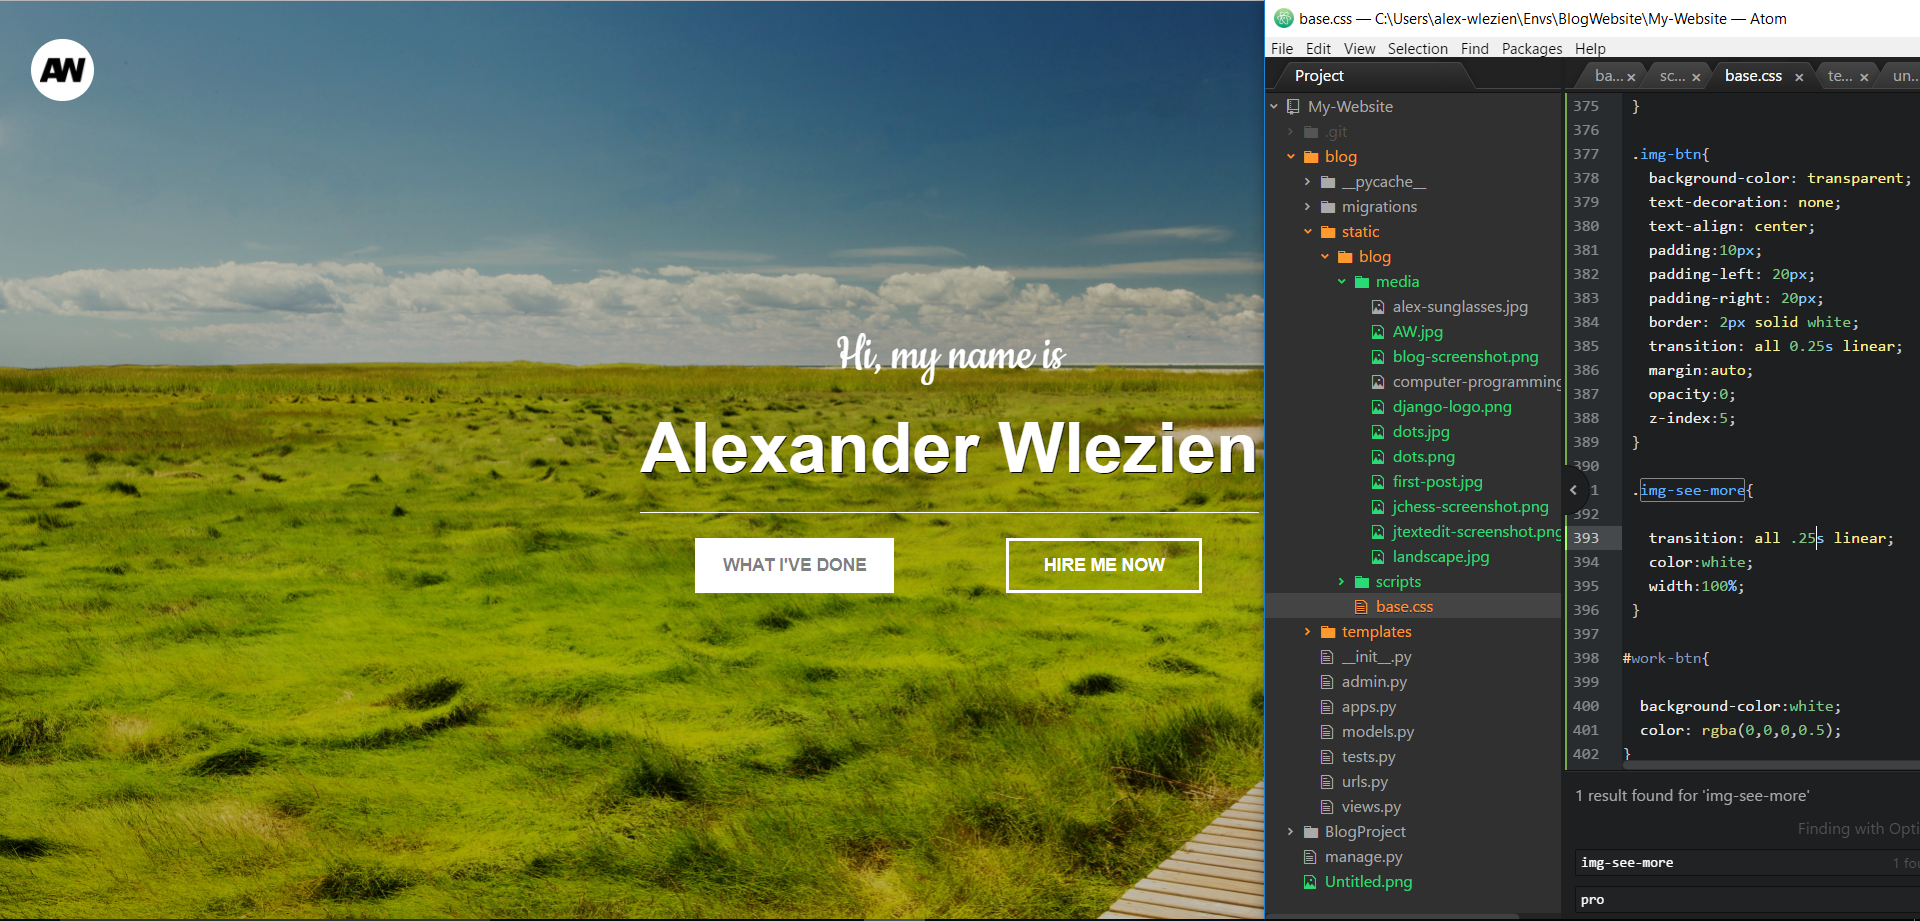 AW
Hi, my name is
Alexander Wlezien
WHAT I'VE DONE
HIRE ME NOW
base.css — C:\Users\alex-wlezien\Envs\BlogWebsite\My-Website — Atom
File Edit View Selection Find Packages Help
Project
My-Website
.git
blog
__pycache__
migrations
static
blog
media
alex-sunglasses.jpg
AW.jpg
blog-screenshot.png
computer-programming
django-logo.png
dots.jpg
dots.png
first-post.jpg
jchess-screenshot.png
jtextedit-screenshot.png
landscape.jpg
scripts
base.css
templates
__init__.py
admin.py
apps.py
models.py
tests.py
urls.py
views.py
BlogProject
manage.py
Untitled.png
ba... sc... base.css te... un...
375 }
376
377 .img-btn{
378 background-color: transparent;
379 text-decoration: none;
380 text-align: center;
381 padding:10px;
382 padding-left: 20px;
383 padding-right: 20px;
384 border: 2px solid white;
385 transition: all 0.25s linear;
386 margin:auto;
387 opacity:0;
388 z-index:5;
389 }
390
1 .img-see-more{
392
393 transition: all .25s linear;
394 color:white;
395 width:100%;
396 }
397
398 #work-btn{
399
400 background-color:white;
401 color: rgba(0,0,0,0.5);
402 }
1 result found for 'img-see-more'
Finding with Opti
img-see-more 1 fou
pro